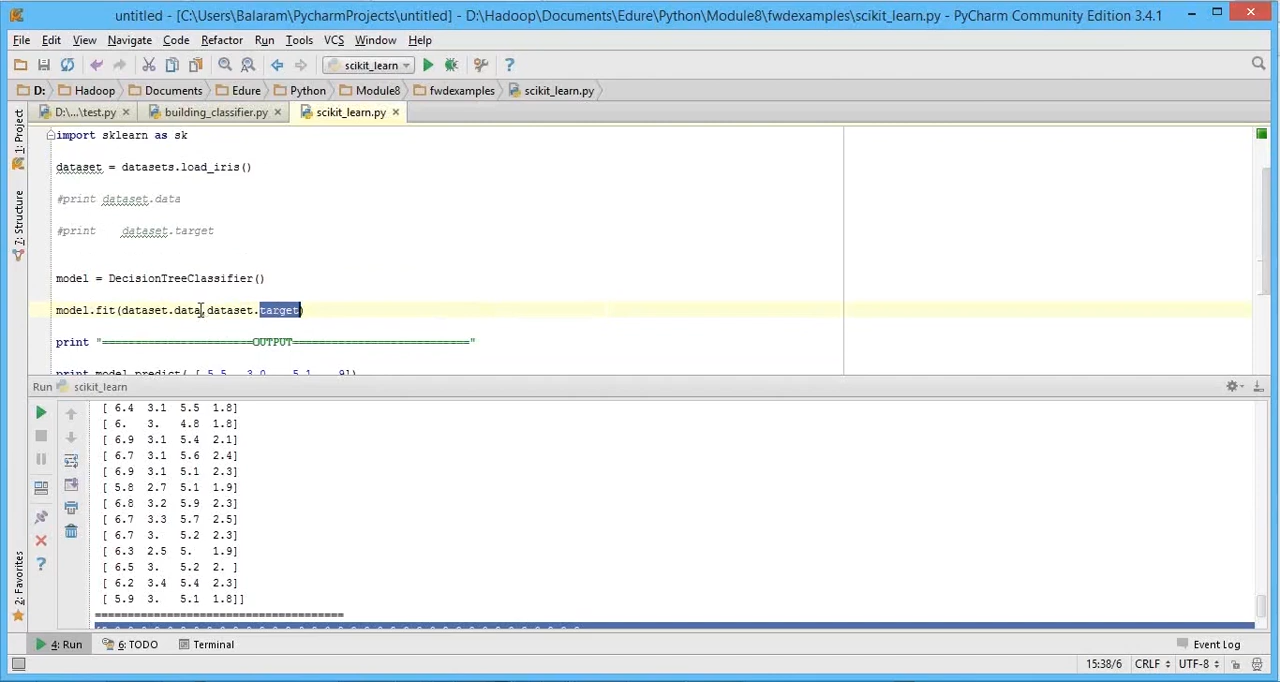 untitled - [C:\Users\Balaram\PycharmProjects\untitled] - D:\Hadoop\Documents\Edure\Python\Module8\fwdexamples\scikit_learn.py - PyCharm Community Edition 3.4.1
File Edit View Navigate Code Refactor Run Tools VCS Window Help
scikit_learn
D: Hadoop Documents Edure Python Module8 fwdexamples scikit_learn.py
D:\...\test.py building_classifier.py scikit_learn.py
1: Project
7: Structure
import sklearn as sk
dataset = datasets.load_iris()
#print dataset.data
#print    dataset.target
model = DecisionTreeClassifier()
model.fit(dataset.data,dataset.target)
print "=======================OUTPUT==========================="
print model.predict( [ 5.5   3.0    5.1    .9])
Run scikit_learn
[ 6.4  3.1  5.5  1.8]
[ 6.   3.   4.8  1.8]
[ 6.9  3.1  5.4  2.1]
[ 6.7  3.1  5.6  2.4]
[ 6.9  3.1  5.1  2.3]
[ 5.8  2.7  5.1  1.9]
[ 6.8  3.2  5.9  2.3]
[ 6.7  3.3  5.7  2.5]
[ 6.7  3.   5.2  2.3]
[ 6.3  2.5  5.   1.9]
[ 6.5  3.   5.2  2. ]
[ 6.2  3.4  5.4  2.3]
[ 5.9  3.   5.1  1.8]]
======================================
2: Favorites
4: Run 6: TODO Terminal Event Log
15:38/6 CRLF UTF-8